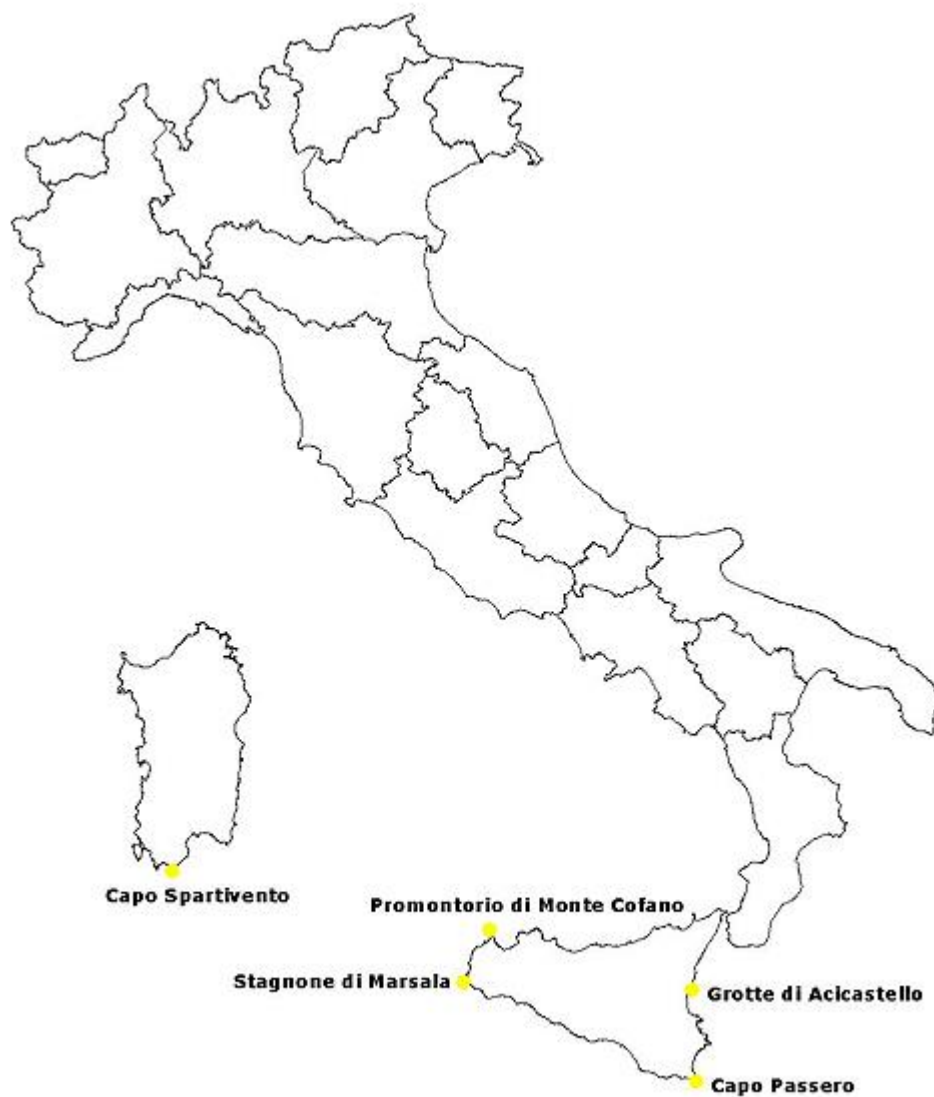 Capo Spartivento
Promontorio di Monte Cofano
Stagnone di Marsala
Grotte di Acicastello
Capo Passero